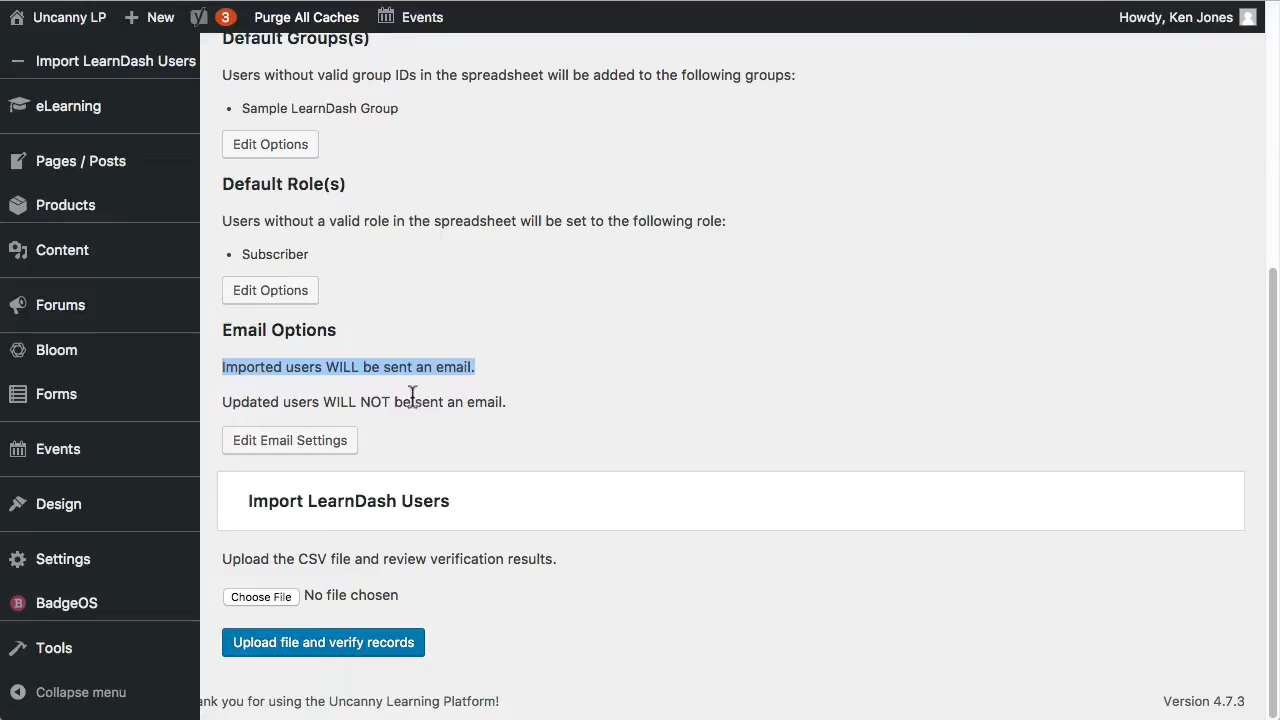 Uncanny LP
New
3
Purge All Caches
Events
Howdy, Ken Jones
Import LearnDash Users
eLearning
Pages / Posts
Products
Content
Forums
Bloom
Forms
Events
Design
Settings
B
BadgeOS
Tools
Collapse menu
Default Groups(s)
Users without valid group IDs in the spreadsheet will be added to the following groups:
• Sample LearnDash Group
Edit Options
Default Role(s)
Users without a valid role in the spreadsheet will be set to the following role:
• Subscriber
Edit Options
Email Options
Imported users WILL be sent an email.
Updated users WILL NOT be sent an email.
Edit Email Settings
Import LearnDash Users
Upload the CSV file and review verification results.
Choose File No file chosen
Upload file and verify records
ank you for using the Uncanny Learning Platform!
Version 4.7.3